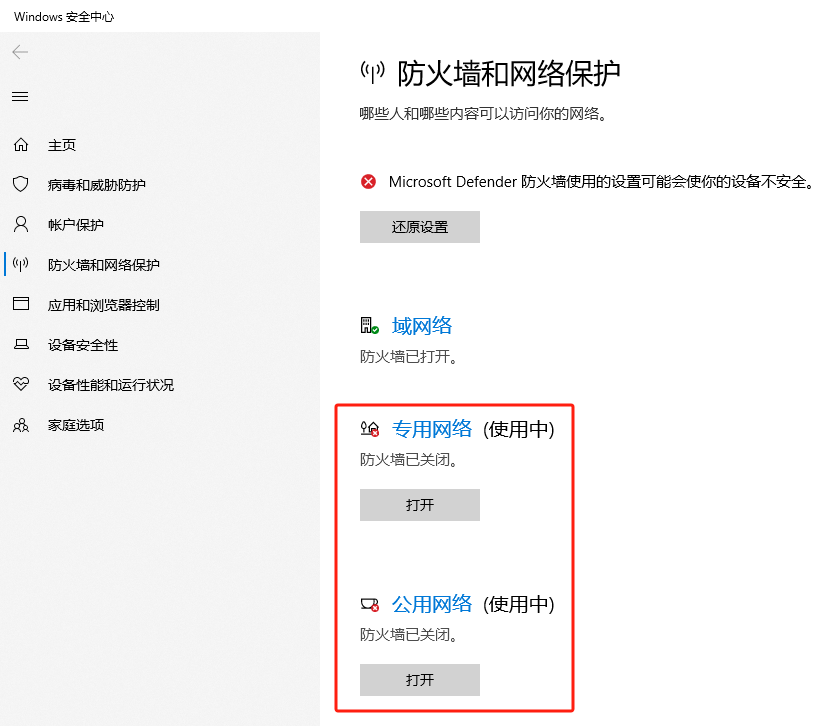 Windows 安全中心
主页
病毒和威胁防护
帐户保护
防火墙和网络保护
应用和浏览器控制
设备安全性
设备性能和运行状况
家庭选项
防火墙和网络保护
哪些人和哪些内容可以访问你的网络。
Microsoft Defender 防火墙使用的设置可能会使你的设备不安全。
还原设置
域网络
防火墙已打开。
专用网络 (使用中)
防火墙已关闭。
打开
公用网络 (使用中)
防火墙已关闭。
打开